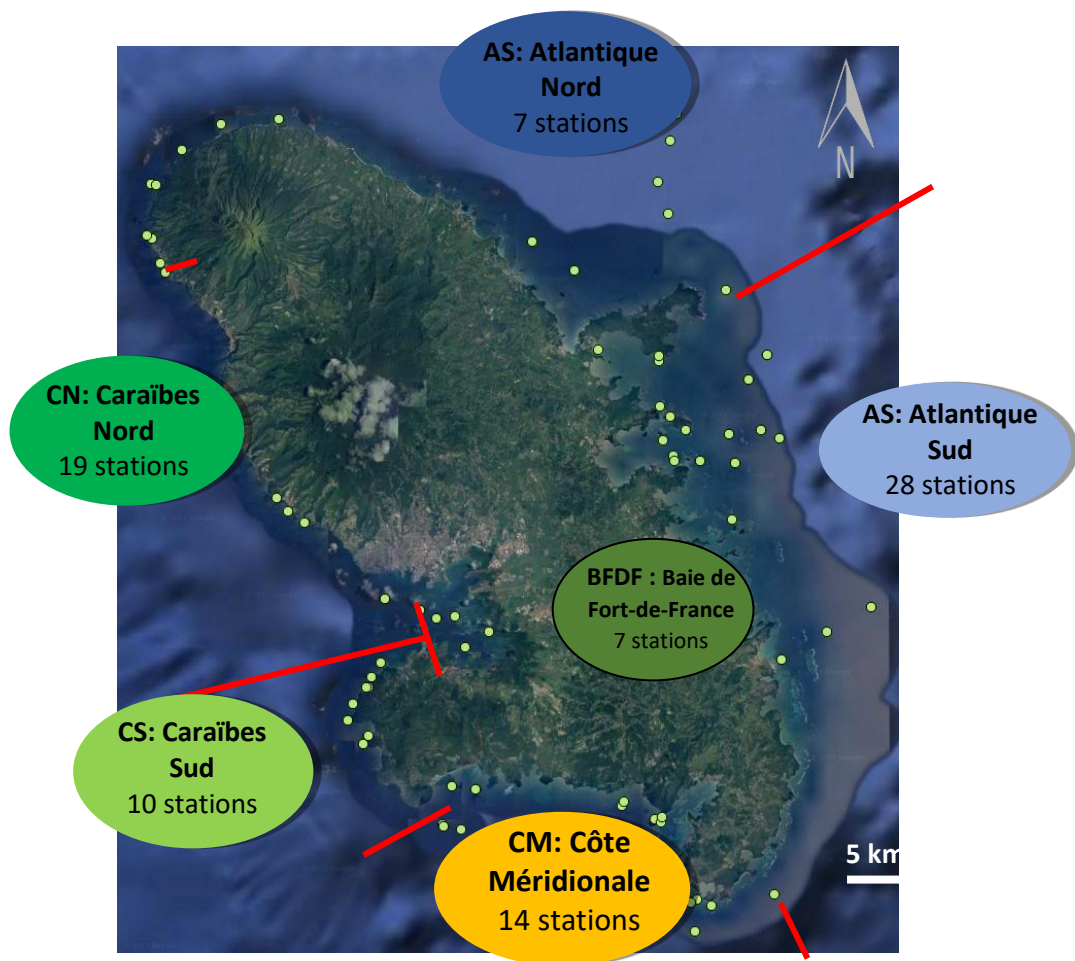 AS: Atlantique
Nord
7 stations
N
CN: Caraïbes
Nord
19 stations
AS: Atlantique
Sud
28 stations
BFDF : Baie de
Fort-de-France
7 stations
CS: Caraïbes
Sud
10 stations
CM: Côte
Méridionale
14 stations
5 km